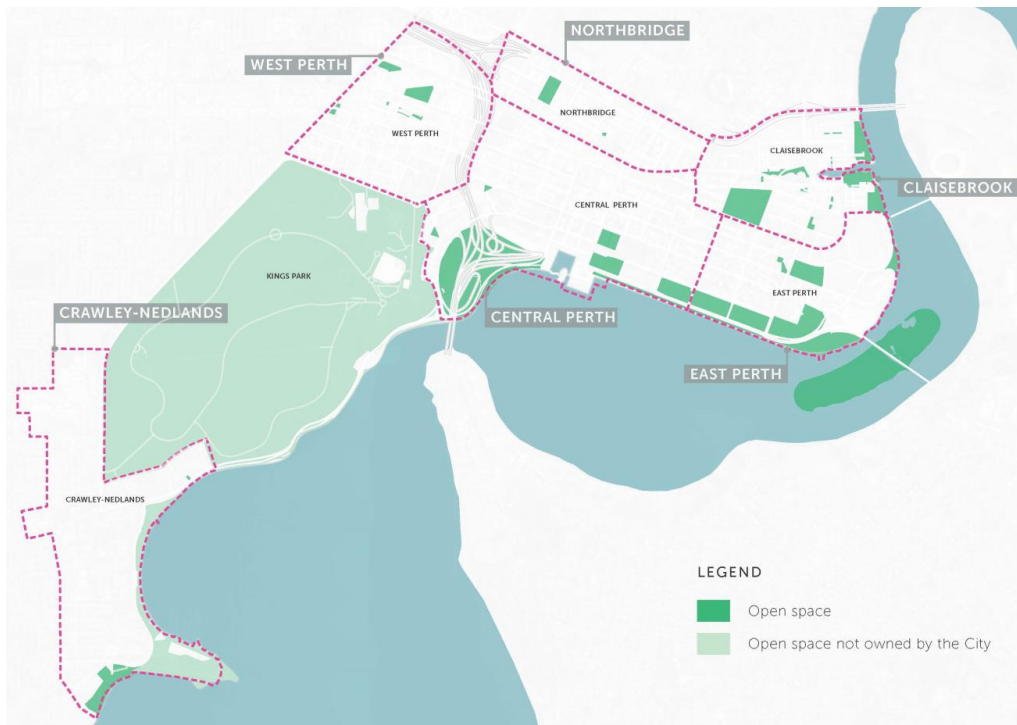 NORTHBRIDGE
WEST PERTH
NORTHBRIDGE
WEST PERTH
CLAISEBROOK
CLAISEBROOK
CENTRAL PERTH
KINGS PARK
EAST PERTH
CRAWLEY-NEDLANDS
CENTRAL PERTH
EAST PERTH
CRAWLEY-NEDLANDS
LEGEND
Open space
Open space not owned by the City